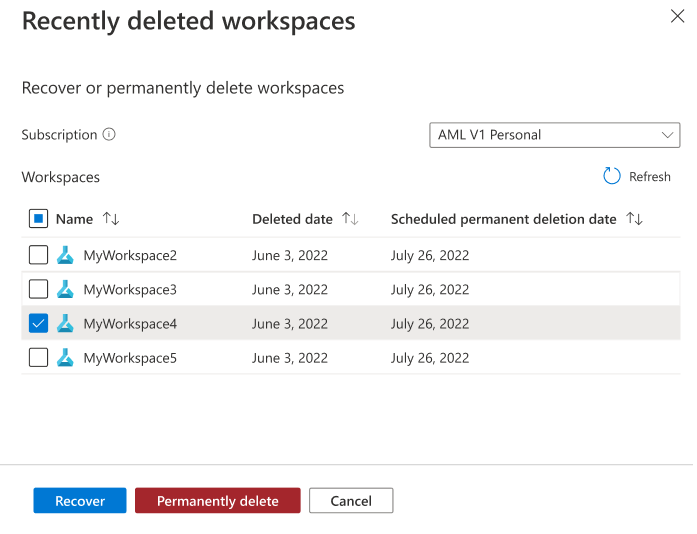 Recently deleted workspaces
Recover or permanently delete workspaces
Subscription
AML V1 Personal
Workspaces
Refresh
Name Deleted date Scheduled permanent deletion date
MyWorkspace2 June 3, 2022 July 26, 2022
MyWorkspace3 June 3, 2022 July 26, 2022
MyWorkspace4 June 3, 2022 July 26, 2022
MyWorkspace5 June 3, 2022 July 26, 2022
Recover Permanently delete Cancel